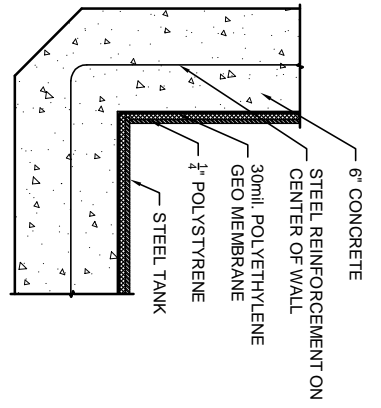 6" CONCRETE
STEEL REINFORCEMENT ON
CENTER OF WALL
30mil. POLYETHYLENE
GEO MEMBRANE
1/4" POLYSTYRENE
STEEL TANK